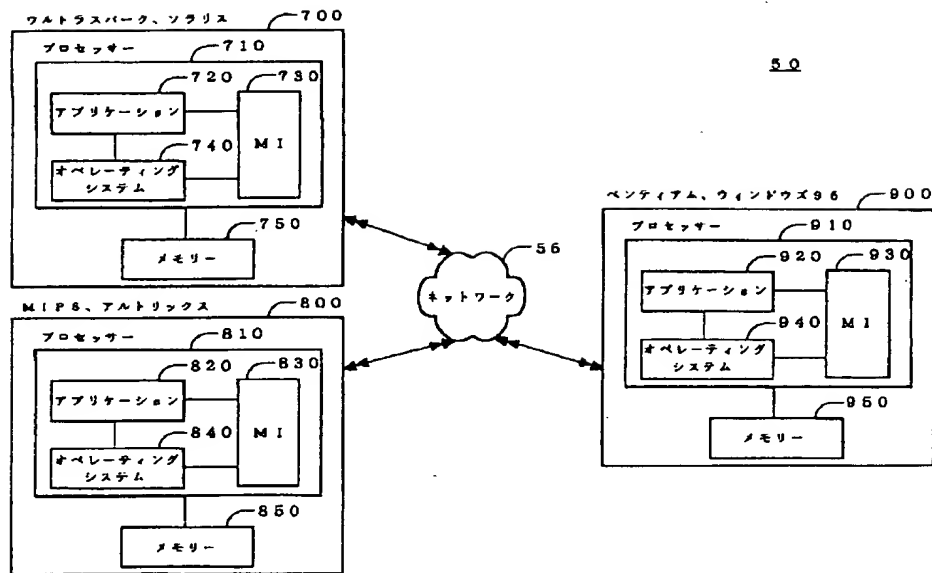 ウルトラスパーク、ソラリス 700
プロセッサー 710
720 730
アプリケーション
MI
740
オペレーティング
システム
750
メモリー
MIPS、アルトリックス 800
プロセッサー 810
820 830
アプリケーション
MI
840
オペレーティング
システム
850
メモリー
50
56
ネットワーク
ペンティアム、ウィンドウズ95 900
プロセッサー 910
920 930
アプリケーション
MI
940
オペレーティング
システム
950
メモリー